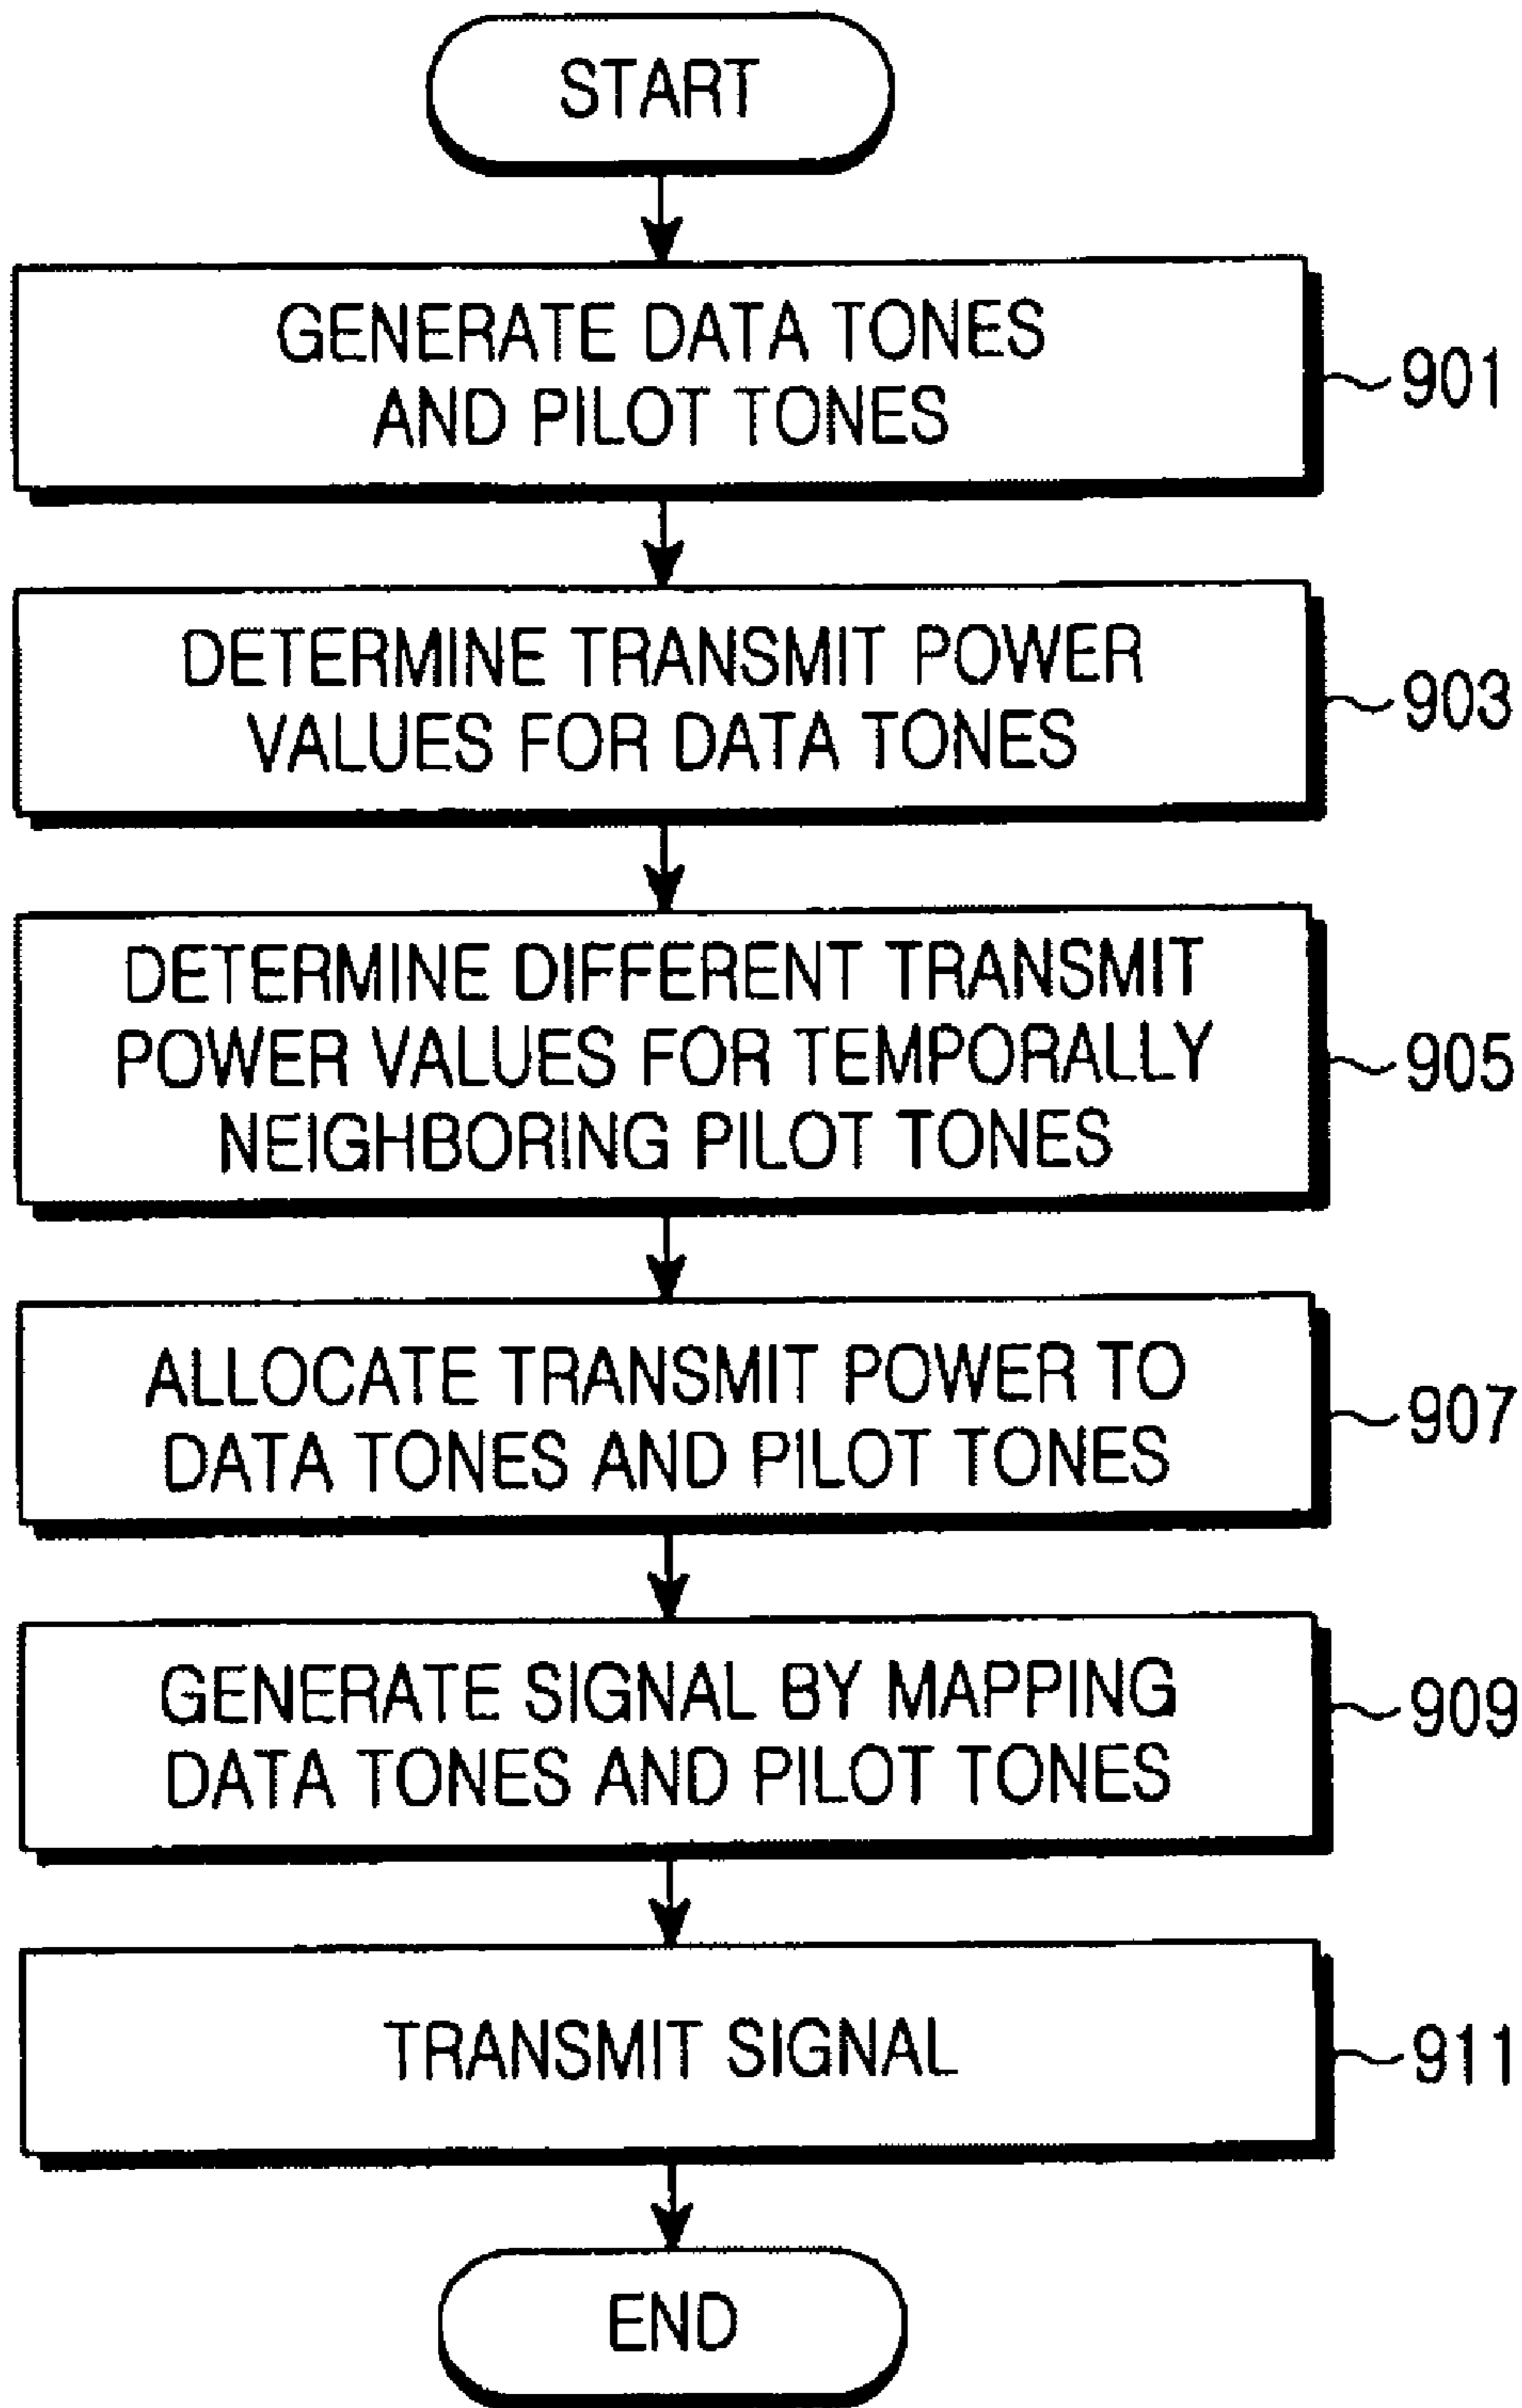 START
GENERATE DATA TONES
AND PILOT TONES
901
DETERMINE TRANSMIT POWER
VALUES FOR DATA TONES
903
DETERMINE DIFFERENT TRANSMIT
POWER VALUES FOR TEMPORALLY
NEIGHBORING PILOT TONES
905
ALLOCATE TRANSMIT POWER TO
DATA TONES AND PILOT TONES
907
GENERATE SIGNAL BY MAPPING
DATA TONES AND PILOT TONES
909
TRANSMIT SIGNAL
911
END